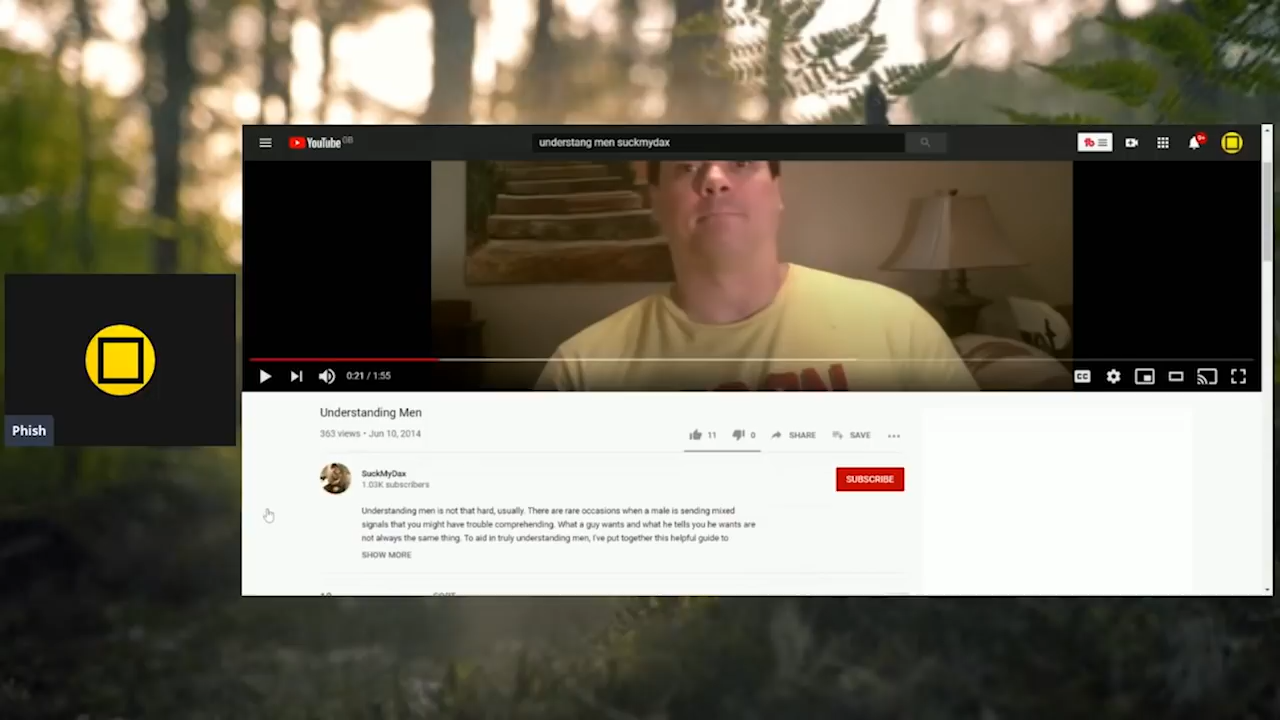 YouTube GB
understang men suckmydax
9+
0:21 / 1:55
CC
Understanding Men
363 views • Jun 10, 2014
11
0
SHARE
SAVE
Phish
SuckMyDax
1.03K subscribers
SUBSCRIBE
Understanding men is not that hard, usually. There are rare occasions when a male is sending mixed
signals that you might have trouble comprehending. What a guy wants and what he tells you he wants are
not always the same thing. To aid in truly understanding men, I've put together this helpful guide to
SHOW MORE